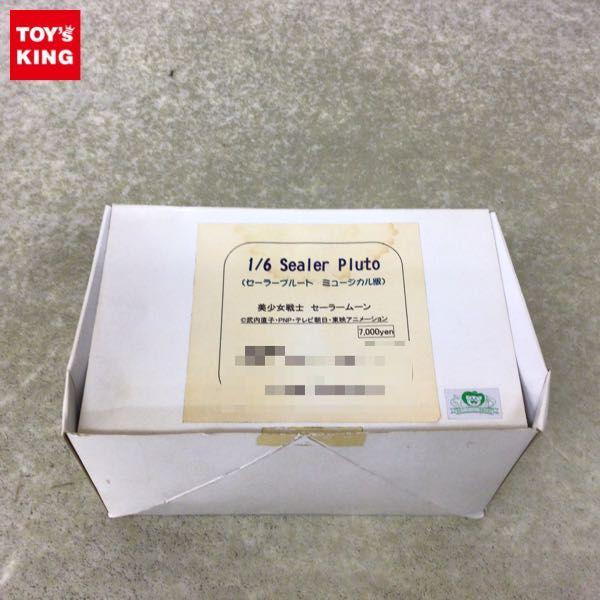 TOY's
KING
1/6 Sealer Pluto
(セーラープルート ミュージカル版)
美少女戦士 セーラームーン
©武内直子・PNP・テレビ朝日・東映アニメーション
7,000yen